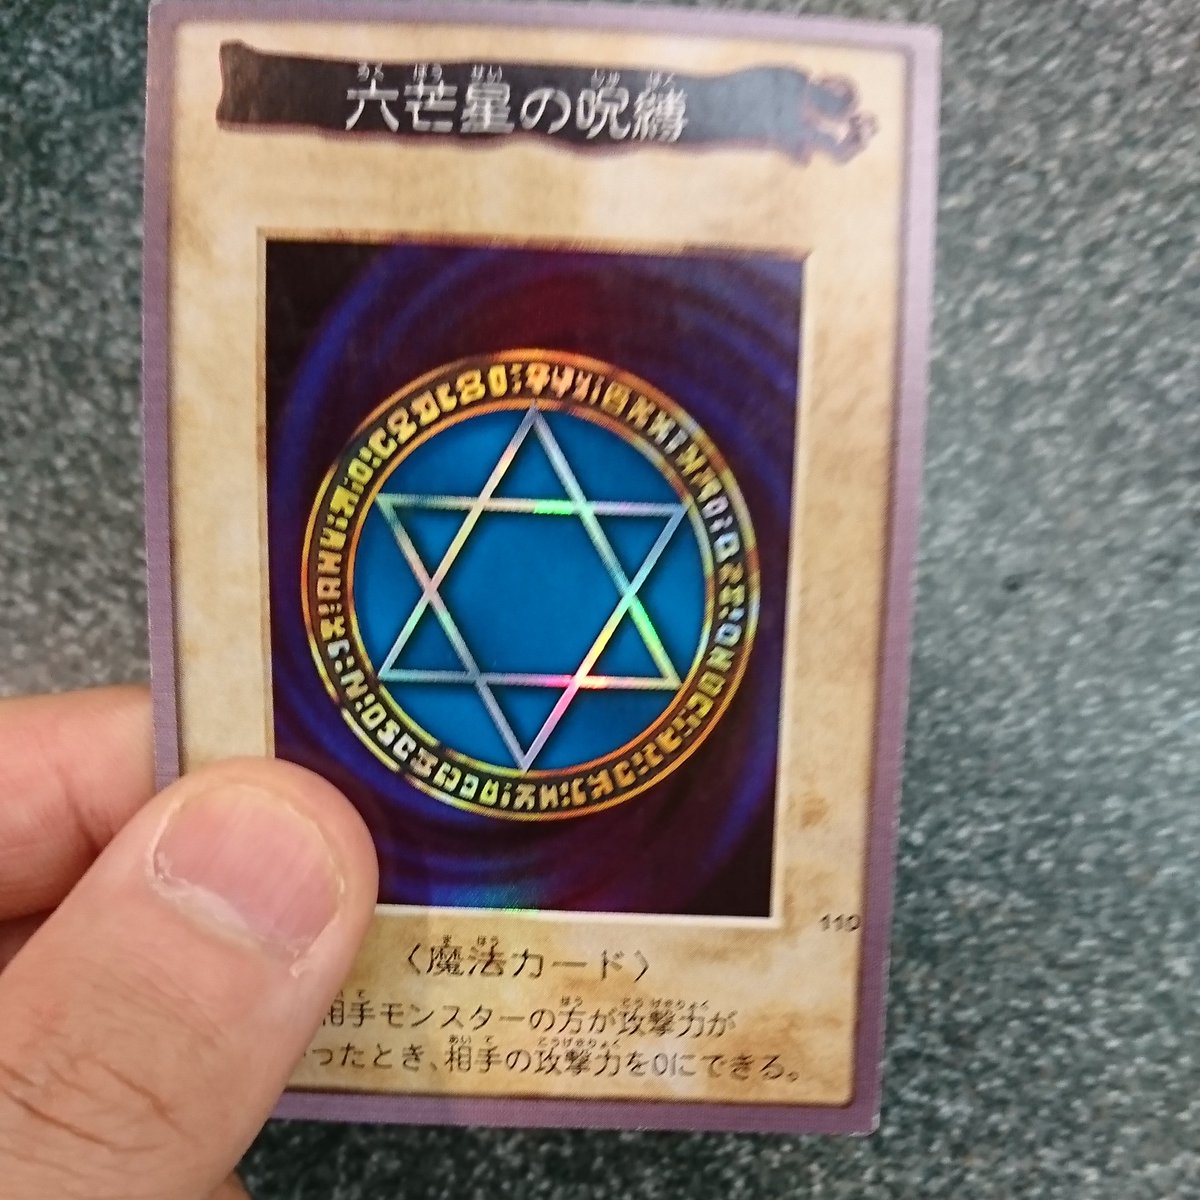 六芒星の呪縛
110
〈魔法カード〉
相手モンスターの方が攻撃力が
ったとき、相手の攻撃力を0にできる。